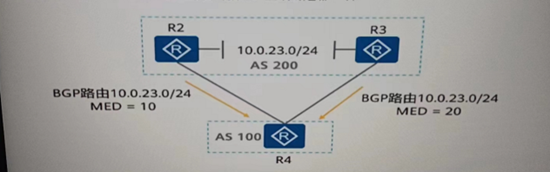 R2
R3
10.0.23.0/24
AS 200
BGP路由10.0.23.0/24
MED = 10
BGP路由10.0.23.0/24
MED = 20
AS 100
R4